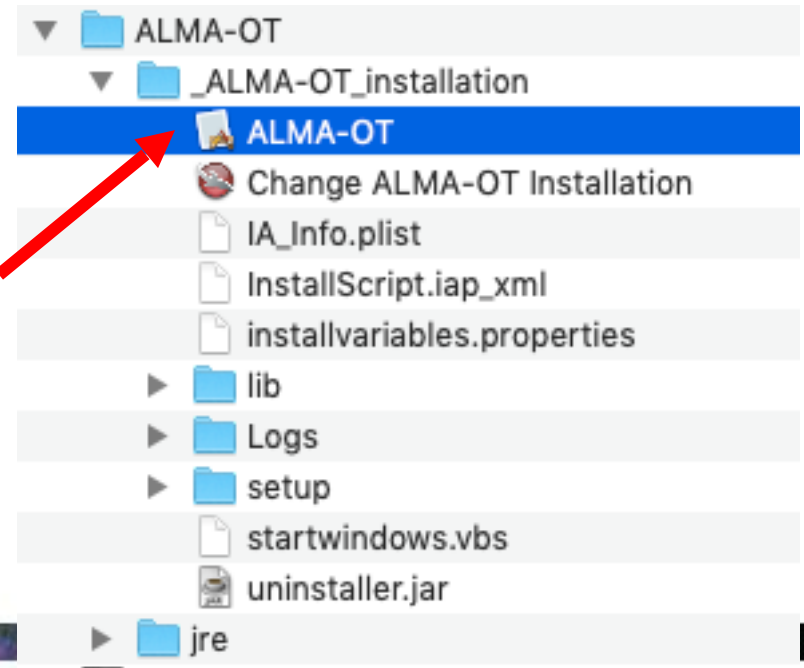 ALMA-OT
_ALMA-OT_installation
ALMA-OT
Change ALMA-OT Installation
IA_Info.plist
InstallScript.iap_xml
installvariables.properties
lib
Logs
setup
startwindows.vbs
uninstaller.jar
jre